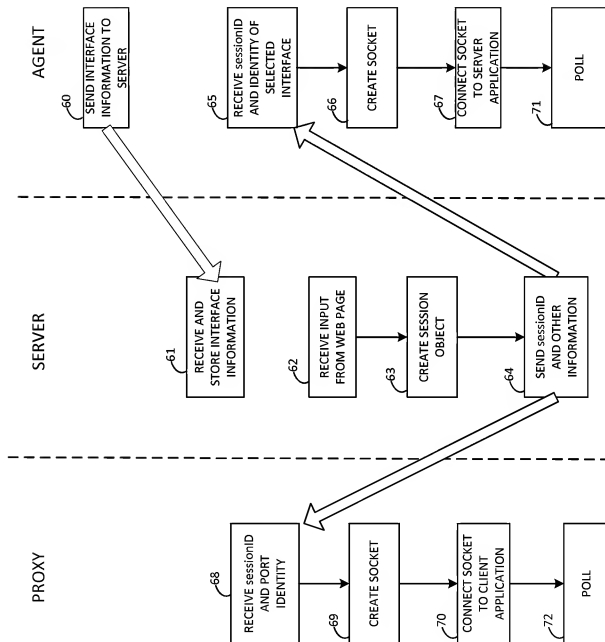 PROXY
68
RECEIVE sessionID
AND PORT
IDENTITY
69
CREATE SOCKET
70
CONNECT SOCKET
TO CLIENT
APPLICATION
72
POLL
SERVER
61
RECEIVE AND
STORE INTERFACE
INFORMATION
62
RECEIVE INPUT
FROM WEB PAGE
63
CREATE SESSION
OBJECT
64
SEND sessionID
AND OTHER
INFORMATION
AGENT
60
SEND INTERFACE
INFORMATION TO
SERVER
65
RECEIVE sessionID
AND IDENTITY OF
SELECTED
INTERFACE
66
CREATE SOCKET
67
CONNECT SOCKET
TO SERVER
APPLICATION
71
POLL